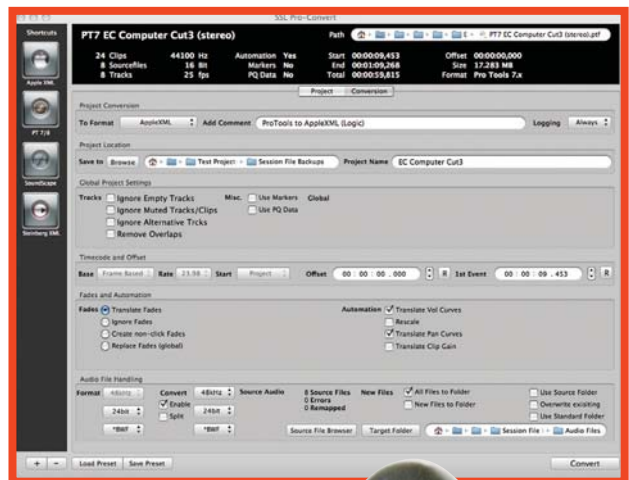 SSL Pro-Convert
Shortcuts
Apple XML
PT 7/8
SoundScape
Steinberg XML
PT7 EC Computer Cut3 (stereo)
Path
PT7 EC Computer Cut3 (stereo).ptf
24 Clips 44100 Hz Automation Yes Start 00:00:09,453 Offset 00:00:00,000
8 Sourcefiles 16 Bit Markers No End 00:01:09,268 Size 17.283 MB
8 Tracks 25 fps PQ Data No Total 00:00:59,815 Format Pro Tools 7.x
Project Conversion
Project Conversion
To Format AppleXML Add Comment ProTools to AppleXML (Logic) Logging Always
Project Location
Save to Browse Test Project Session File Backups Project Name EC Computer Cut3
Global Project Settings
Tracks Ignore Empty Tracks Misc. Use Markers Global
Ignore Muted Tracks/Clips Use PQ Data
Ignore Alternative Trcks
Remove Overlaps
Timecode and Offset
Base Frame Based Rate 23.98 Start Project Offset 00 : 00 : 00 . 000 R 1st Event 00 : 00 : 09 . 453 R
Fades and Automation
Fades Translate Fades Automation Translate Vol Curves
Ignore Fades Rescale
Create non-click Fades Translate Pan Curves
Replace Fades (global) Translate Clip Gain
Audio File Handling
Format 48kHz Convert 48kHz Source Audio 8 Source Files New Files All Files to Folder Use Source Folder
Enable 0 Errors New Files to Folder Overwrite exisiting
24bit Split 24bit 0 Remapped Use Standard Folder
*BWF *BWF Source File Browser Target Folder Session File Audio Files
+ - Load Preset Save Preset Convert